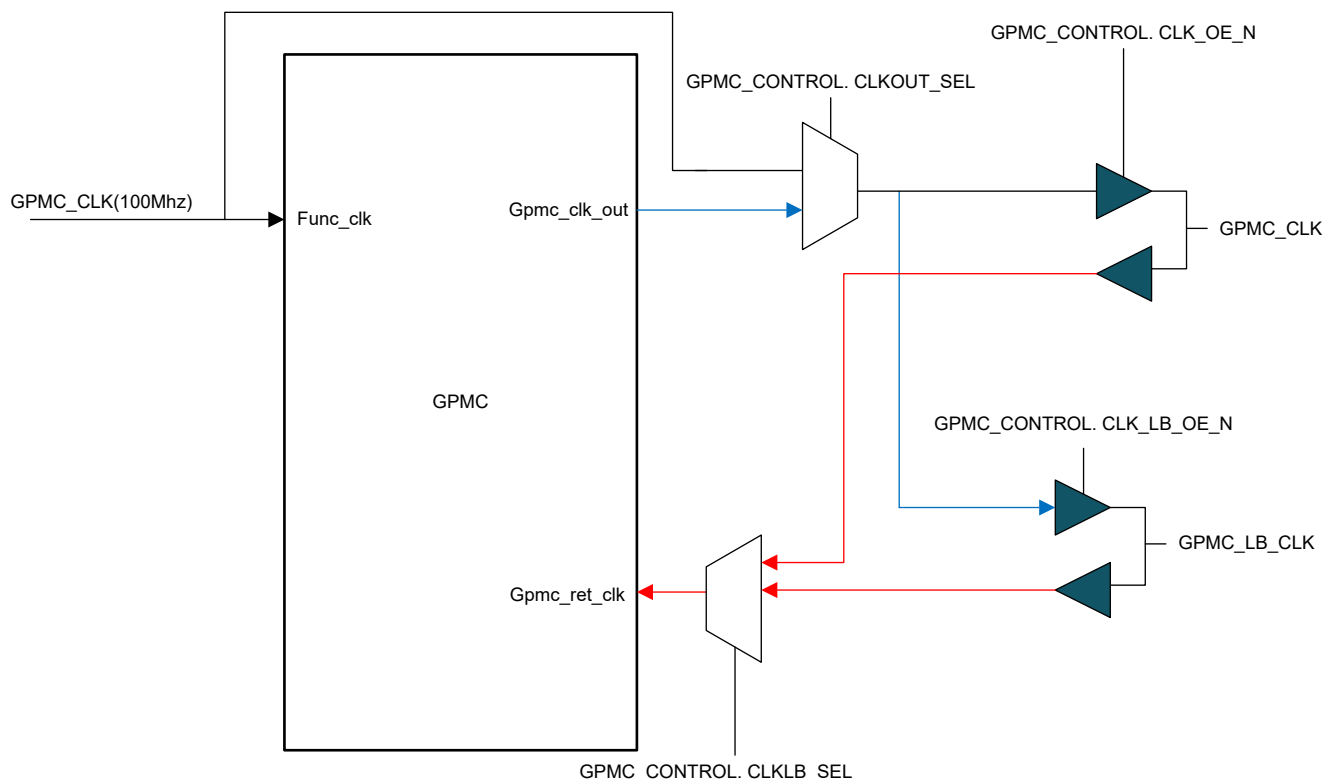 GPMC_CONTROL. CLK_OE_N
GPMC_CONTROL. CLKOUT_SEL
GPMC_CLK(100Mhz)
Func_clk
Gpmc_clk_out
GPMC_CLK
GPMC
GPMC_CONTROL. CLK_LB_OE_N
GPMC_LB_CLK
Gpmc_ret_clk
GPMC_CONTROL. CLKLB_SEL